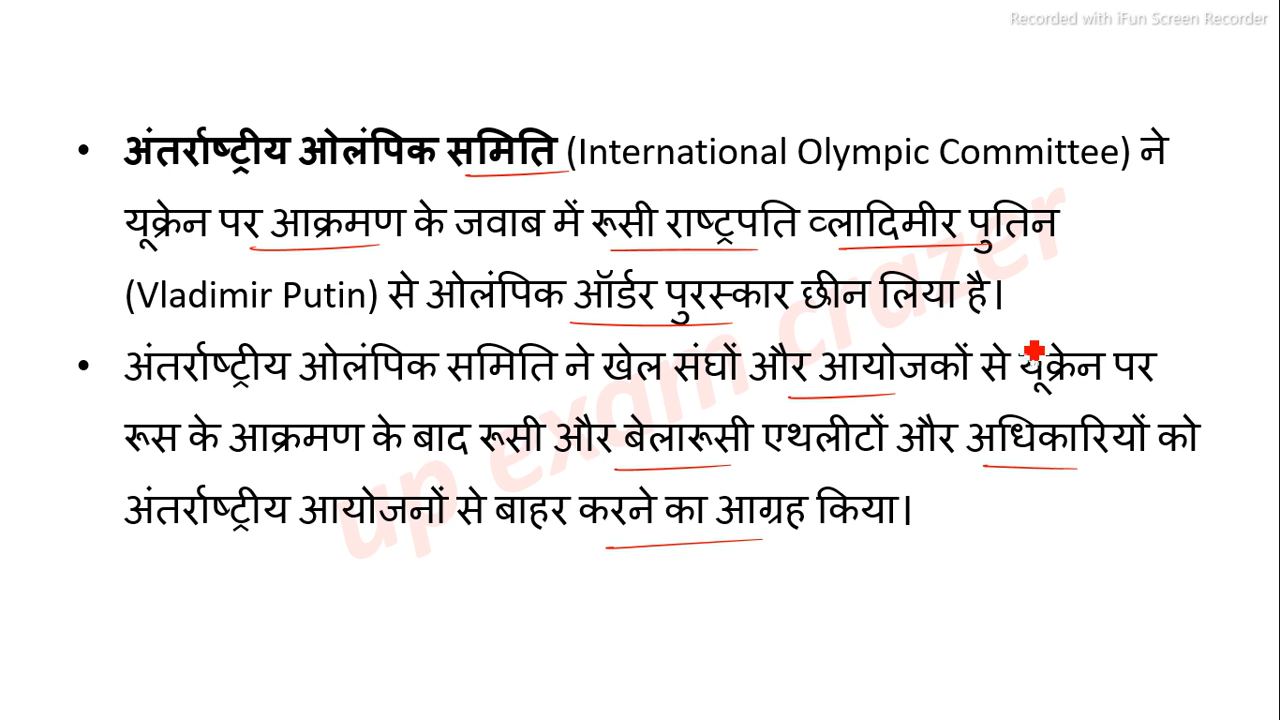 Recorded with iFun Screen Recorder
• अंतर्राष्ट्रीय ओलंपिक समिति (International Olympic Committee) ने
यूक्रेन पर आक्रमण के जवाब में रूसी राष्ट्रपति व्लादिमीर पुतिन
(Vladimir Putin) से ओलंपिक ऑर्डर पुरस्कार छीन लिया है।
• अंतर्राष्ट्रीय ओलंपिक समिति ने खेल संघों और आयोजकों से यूक्रेन पर
रूस के आक्रमण के बाद रूसी और बेलारूसी एथलीटों और अधिकारियों को
अंतर्राष्ट्रीय आयोजनों से बाहर करने का आग्रह किया।
up exam crazer